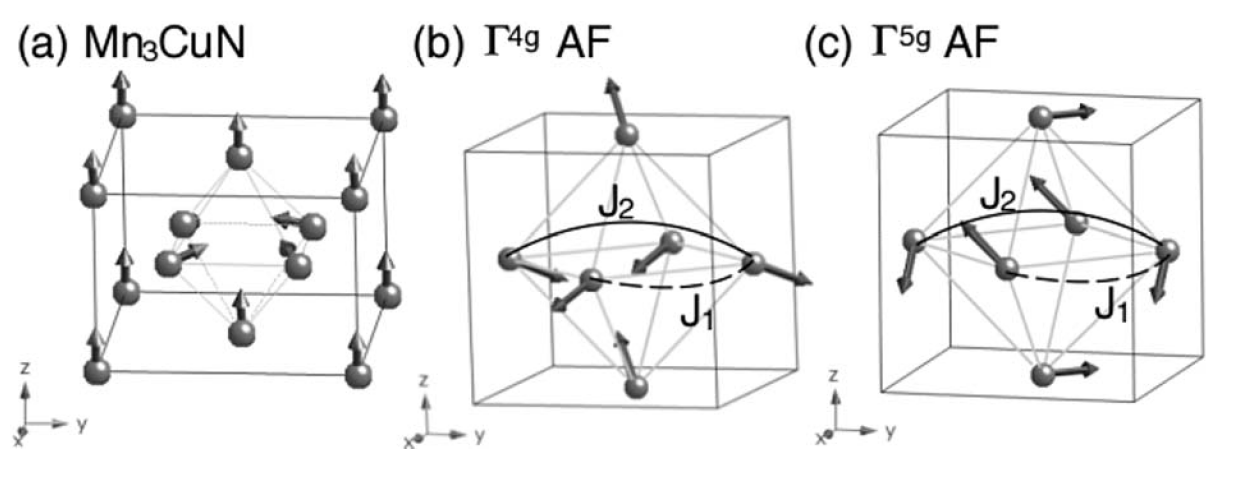 (a) Mn₃CuN
(b) Γ⁴ᵍ AF
(c) Γ⁵ᵍ AF
J₂
J₁
J₂
J₁
z
y
x
z
y
x
z
y
x